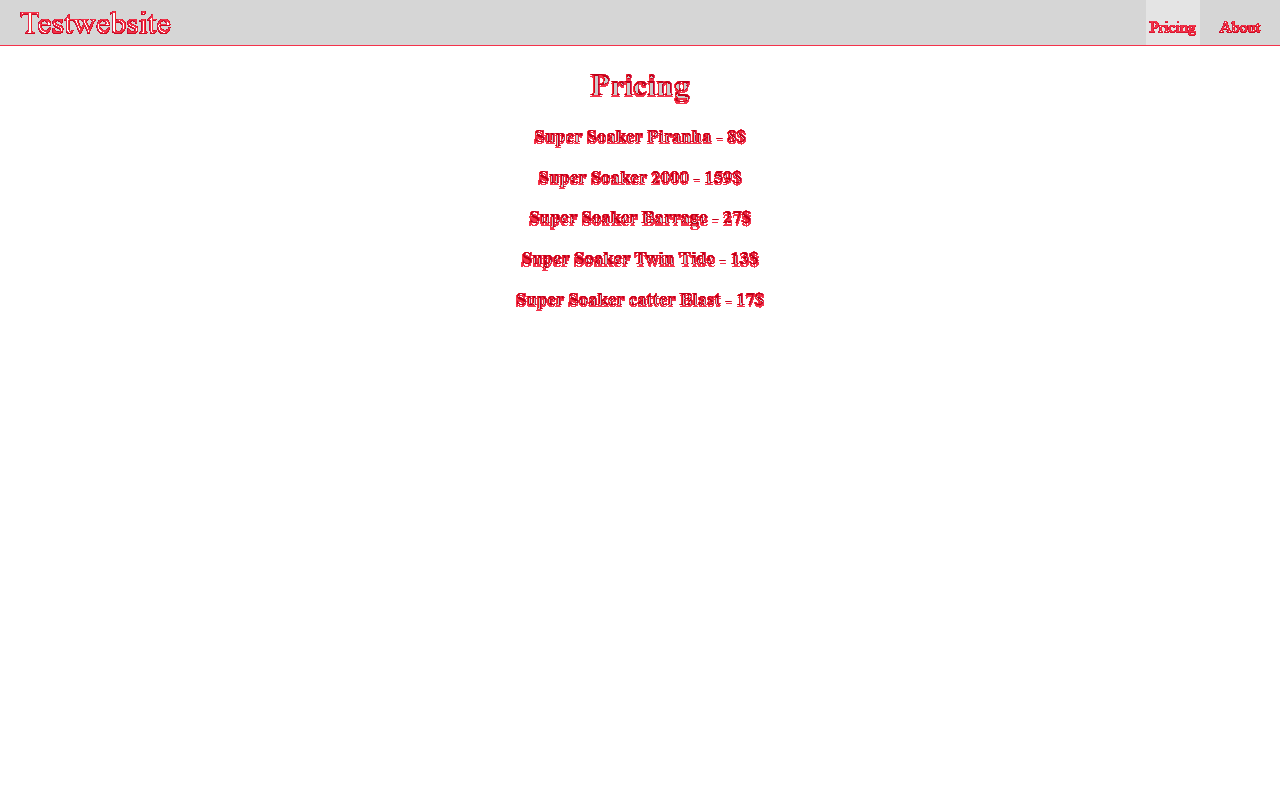 Testwebsite
Pricing
About
Pricing
Super Soaker Piranha - 8$
Super Soaker 2000 - 159$
Super Soaker Barrage - 27$
Super Soaker Twin Tide - 13$
Super Soaker catter Blast - 17$